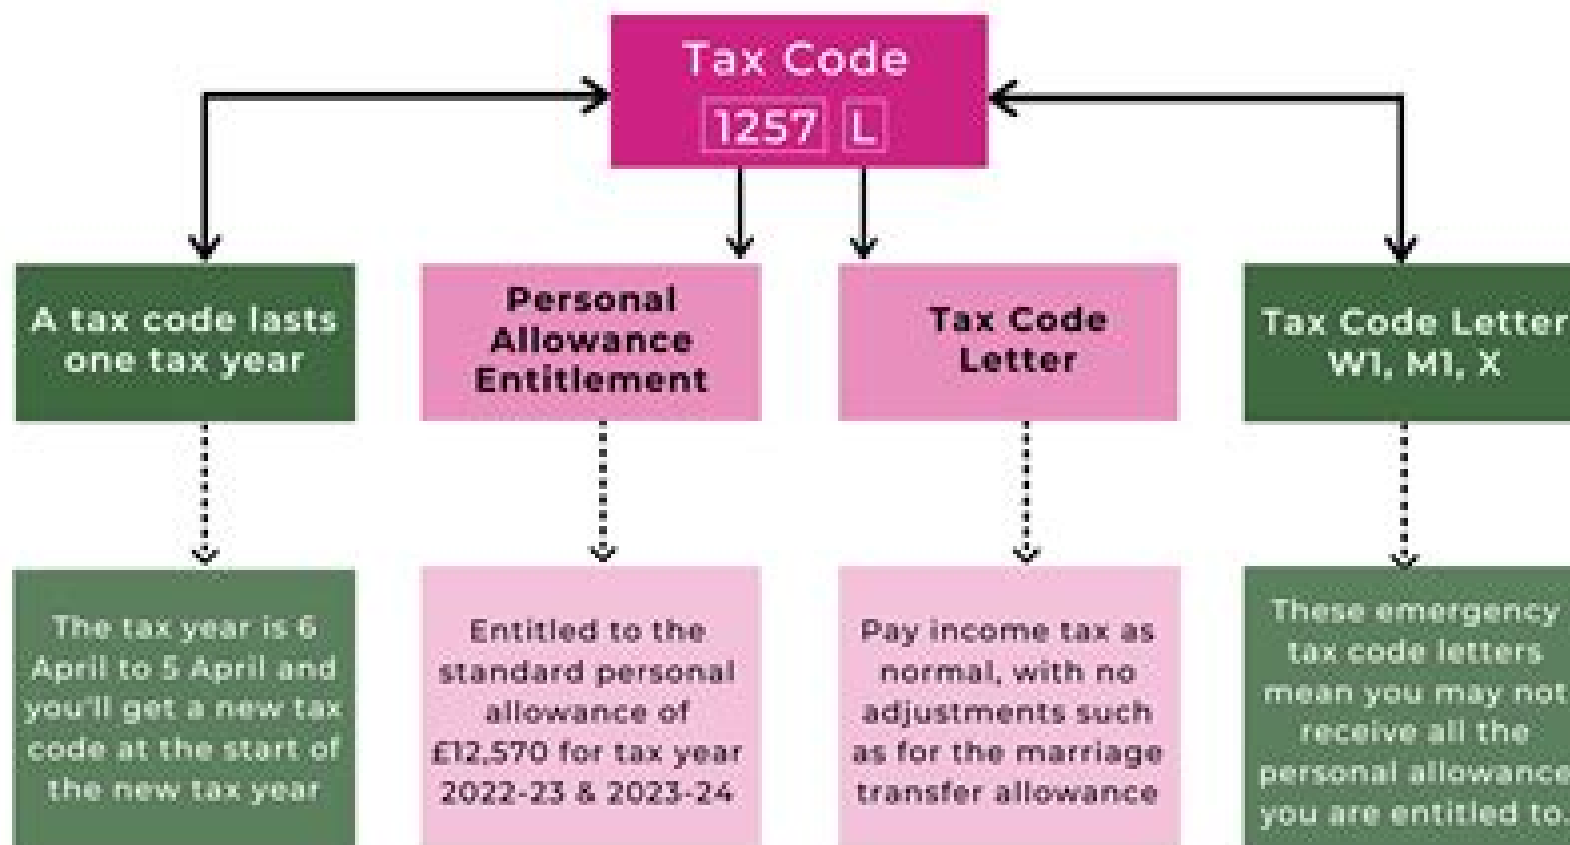 Tax Code
1257 L
A tax code lasts
one tax year
Personal
Allowance
Entitlement
Tax Code
Letter
Tax Code Letter
W1, M1, X
The tax year is 6
April to 5 April and
you'll get a new tax
code at the start of
the new tax year
Entitled to the
standard personal
allowance of
£12,570 for tax year
2022-23 & 2023-24
Pay income tax as
normal, with no
adjustments such
as for the marriage
transfer allowance
These emergency
tax code letters
mean you may not
receive all the
personal allowance
you are entitled to.